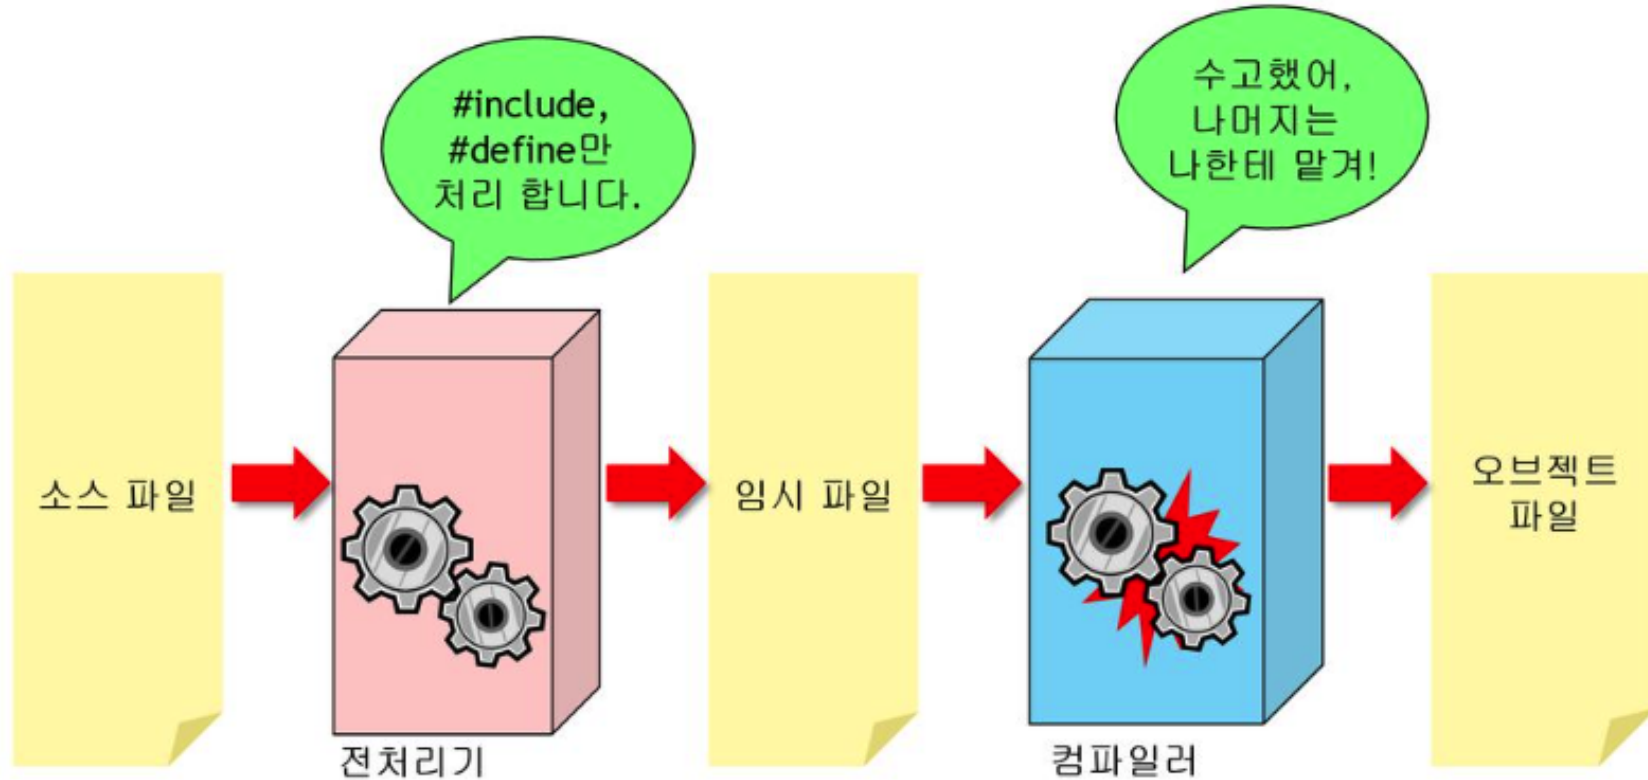 #include,
#define만
처리 합니다.
수고했어,
나머지는
나한테 맡겨!
소스 파일
임시 파일
오브젝트
파일
전처리기
컴파일러